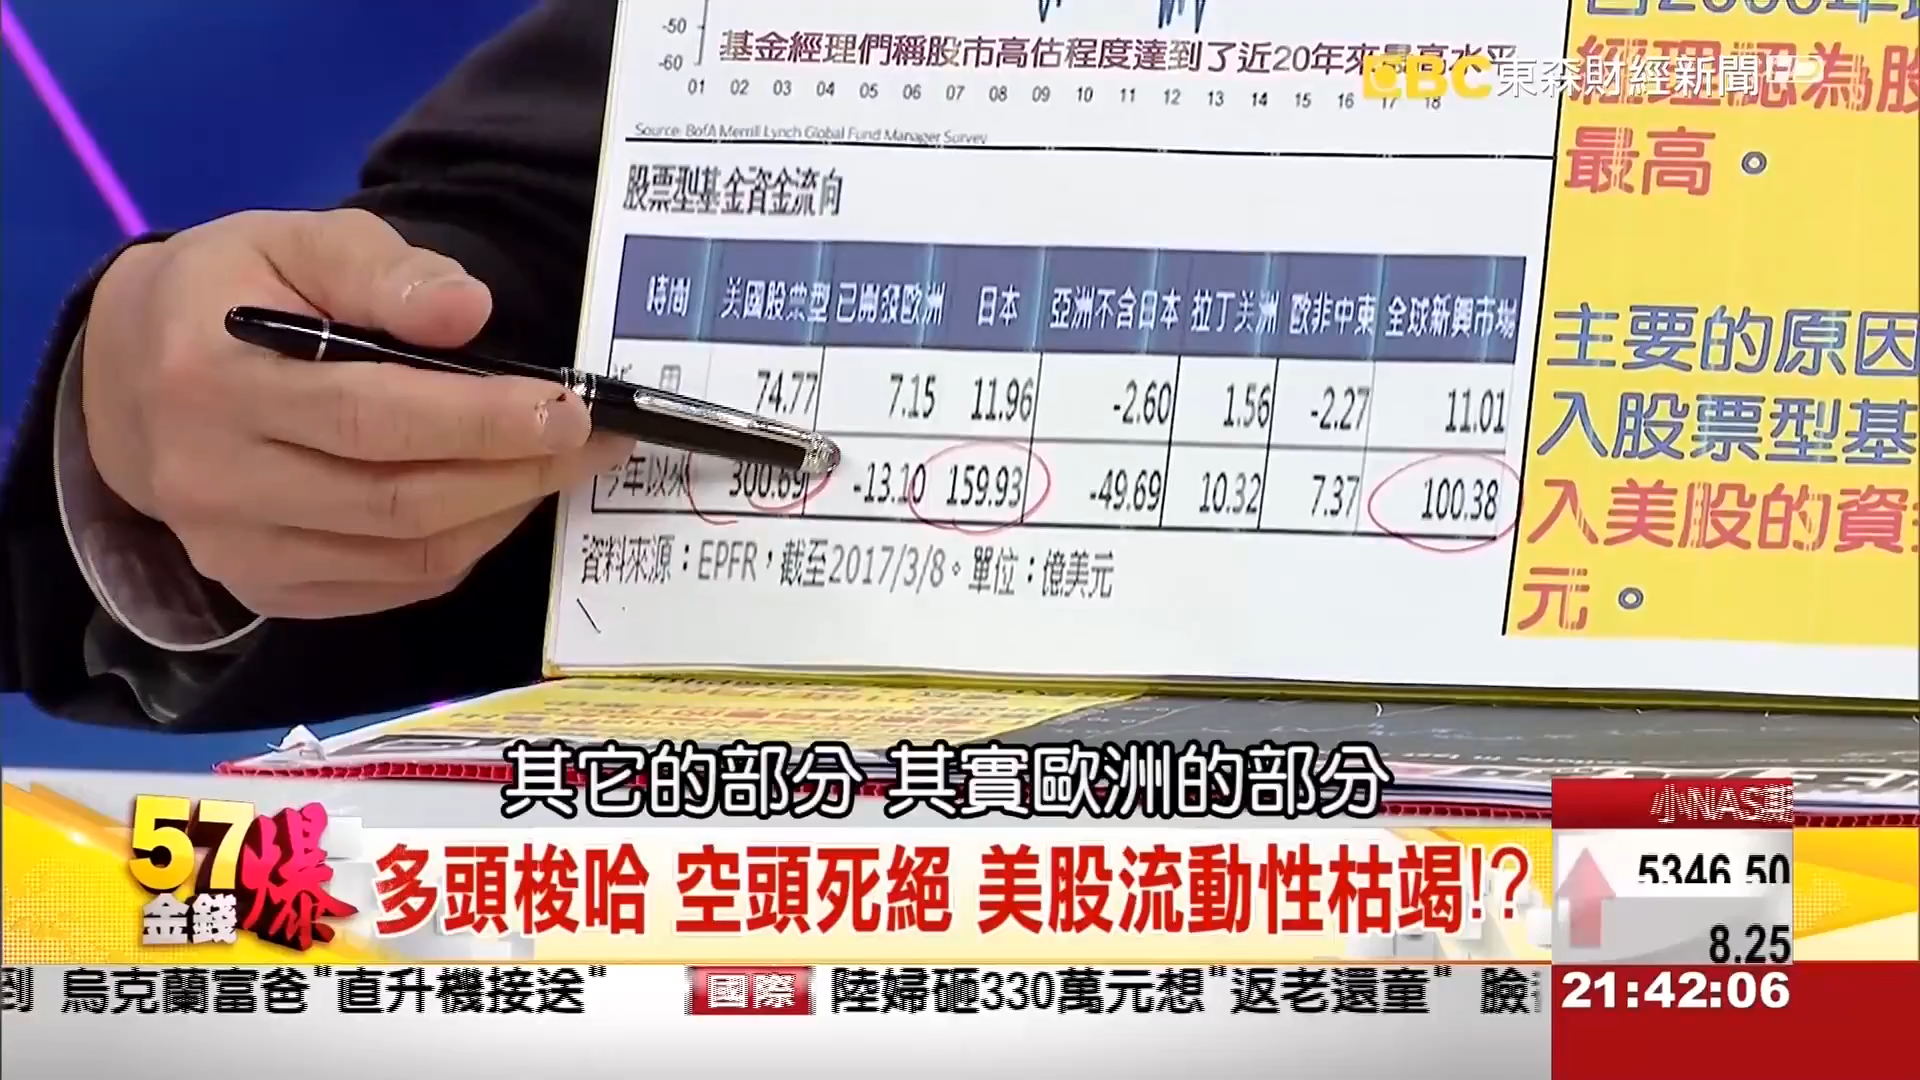 -50
-60
基金經理們稱股市高估程度達到了近20年來最高水平
01 02 03 04 05 06 07 08 09 10 11 12 13 14 15 16 17 18
Source: BofA Merrill Lynch Global Fund Manager Survey
EBC東森財經新聞HD
經理認為股
最高。
主要的原因
入股票型基
入美股的資
元。
股票型基金資金流向
時間 美國股票型 已開發歐洲 日本 亞洲不含日本 拉丁美洲 歐非中東 全球新興市場
74.77 7.15 11.96 -2.60 1.56 -2.27 11.01
今年以來 300.69 -13.10 159.93 -49.69 10.32 7.37 100.38
資料來源：EPFR，截至2017/3/8。單位：億美元
其它的部分 其實歐洲的部分
57金錢爆
多頭梭哈 空頭死絕 美股流動性枯竭!?
小NAS期
5346.50
8.25
到 烏克蘭富爸"直升機接送" 國際 陸婦砸330萬元想"返老還童" 臉
21:42:06